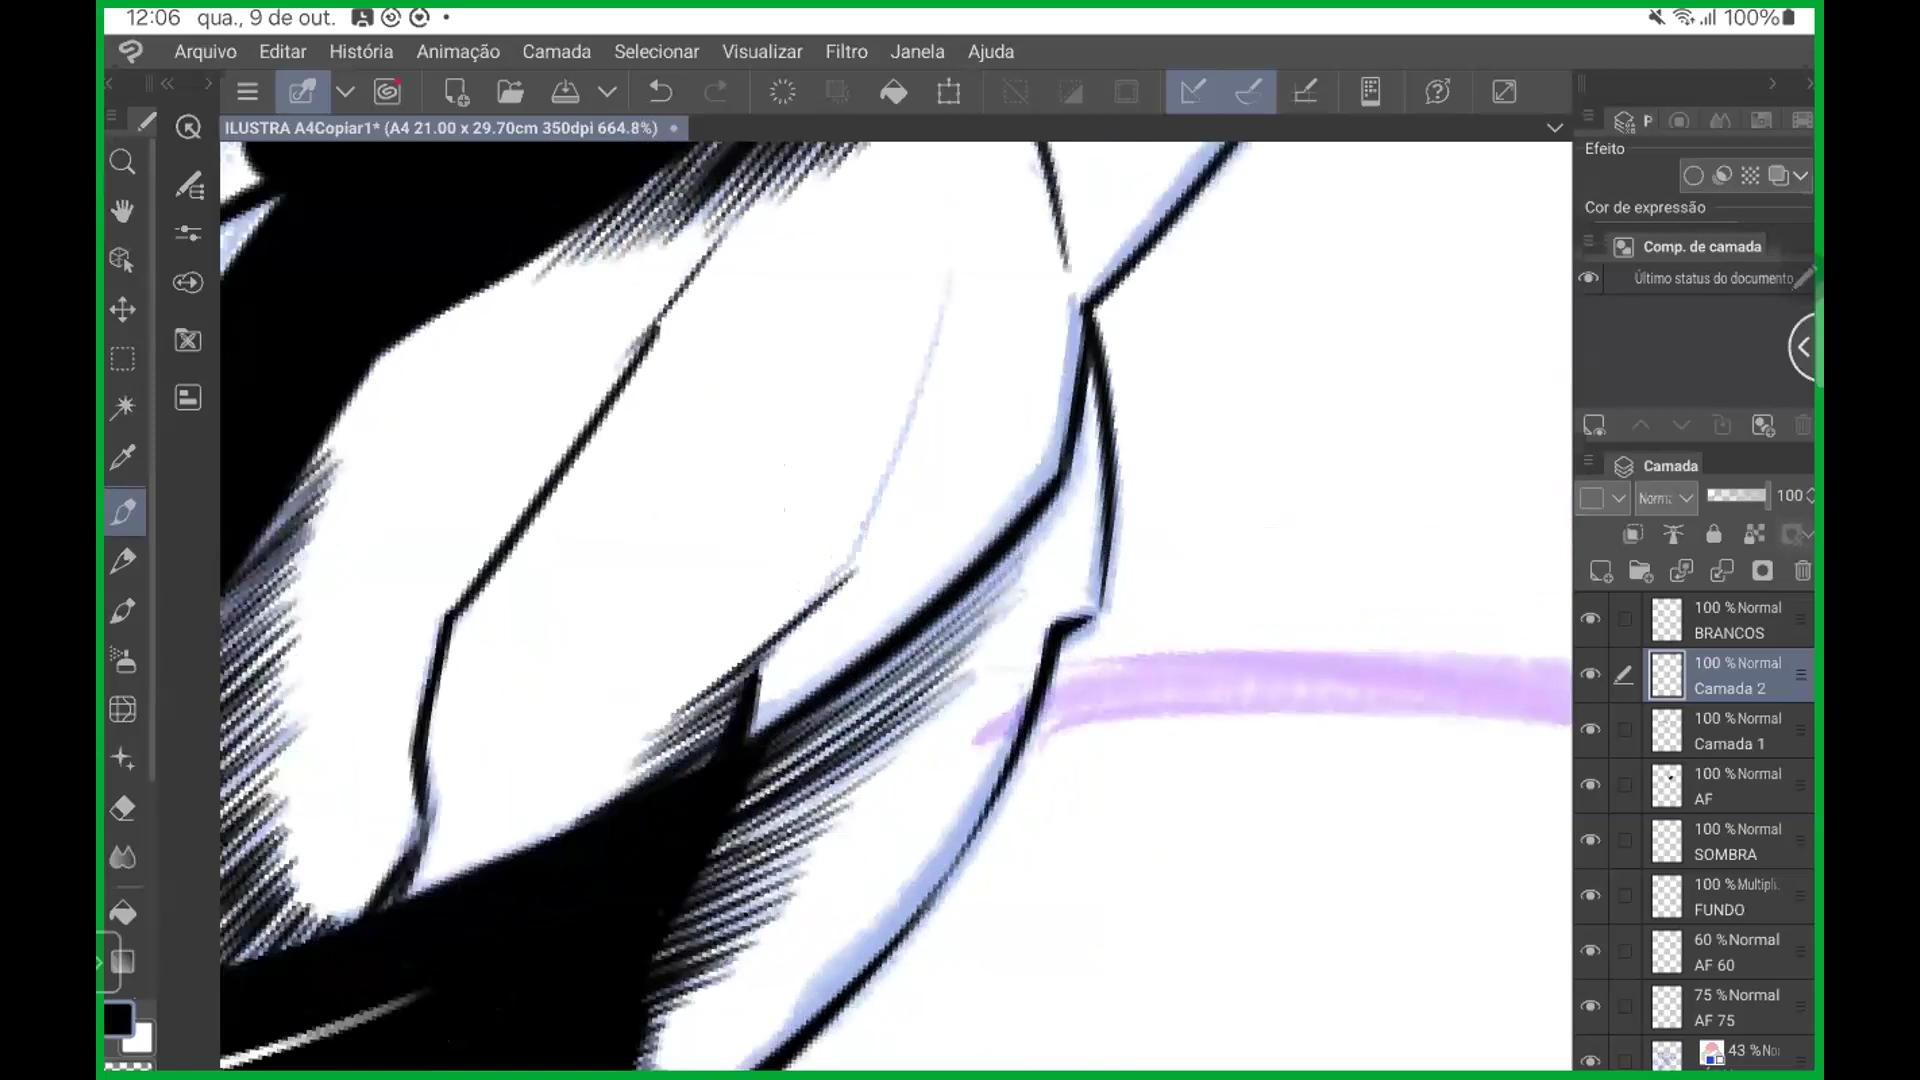 12:06 qua., 9 de out. 100%
Arquivo Editar História Animação Camada Selecionar Visualizar Filtro Janela Ajuda
ILUSTRA A4Copiar1* (A4 21.00 x 29.70cm 350dpi 664.8%)
P
Efeito
Cor de expressão
Comp. de camada
Último status do documento
Camada
100
100 %Normal
BRANCOS
100 %Normal
Camada 2
100 %Normal
Camada 1
100 %Normal
AF
100 %Normal
SOMBRA
100 %
FUNDO
60 %Normal
AF 60
75 %Normal
AF 75
43 %